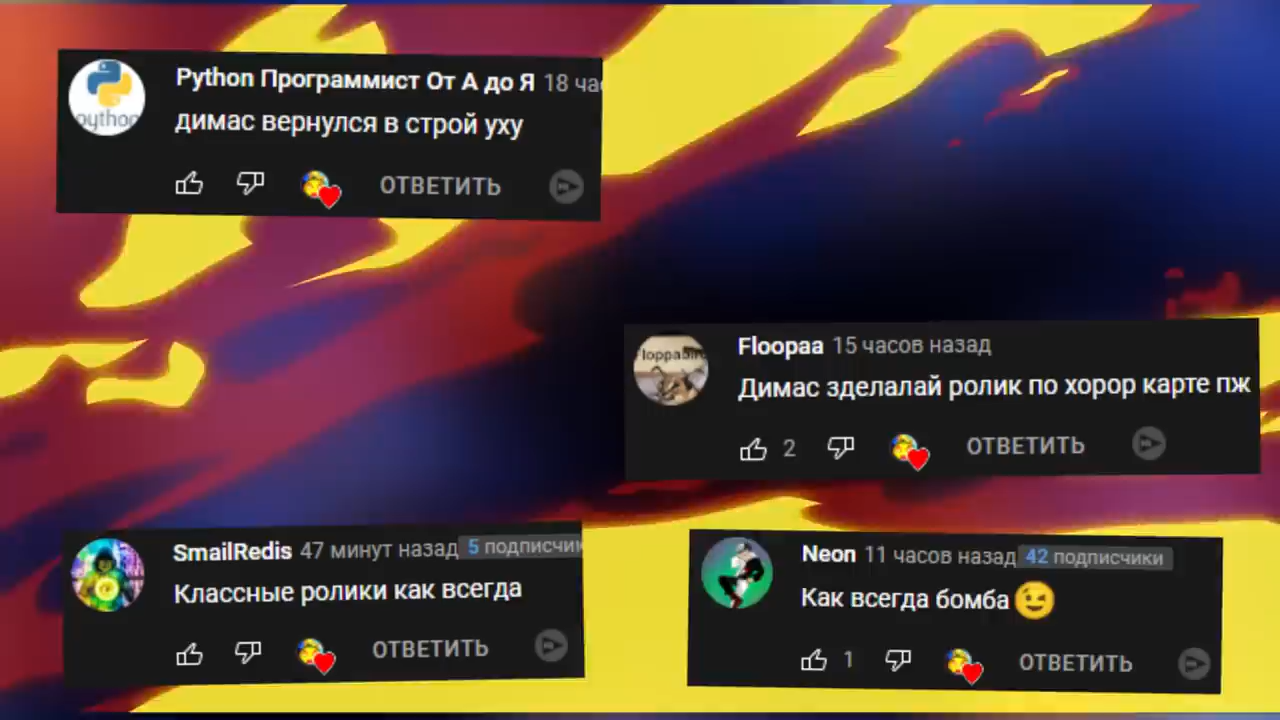 Python Программист От А до Я 18 ча
димас вернулся в строй уху
python
ОТВЕТИТЬ
Floopaa 15 часов назад
Димас зделалай ролик по хорор карте пж
2 ОТВЕТИТЬ
SmailRedis 47 минут назад 5 подписчик
Классные ролики как всегда
ОТВЕТИТЬ
Neon 11 часов назад 42 подписчики
Как всегда бомба😉
1 ОТВЕТИТЬ